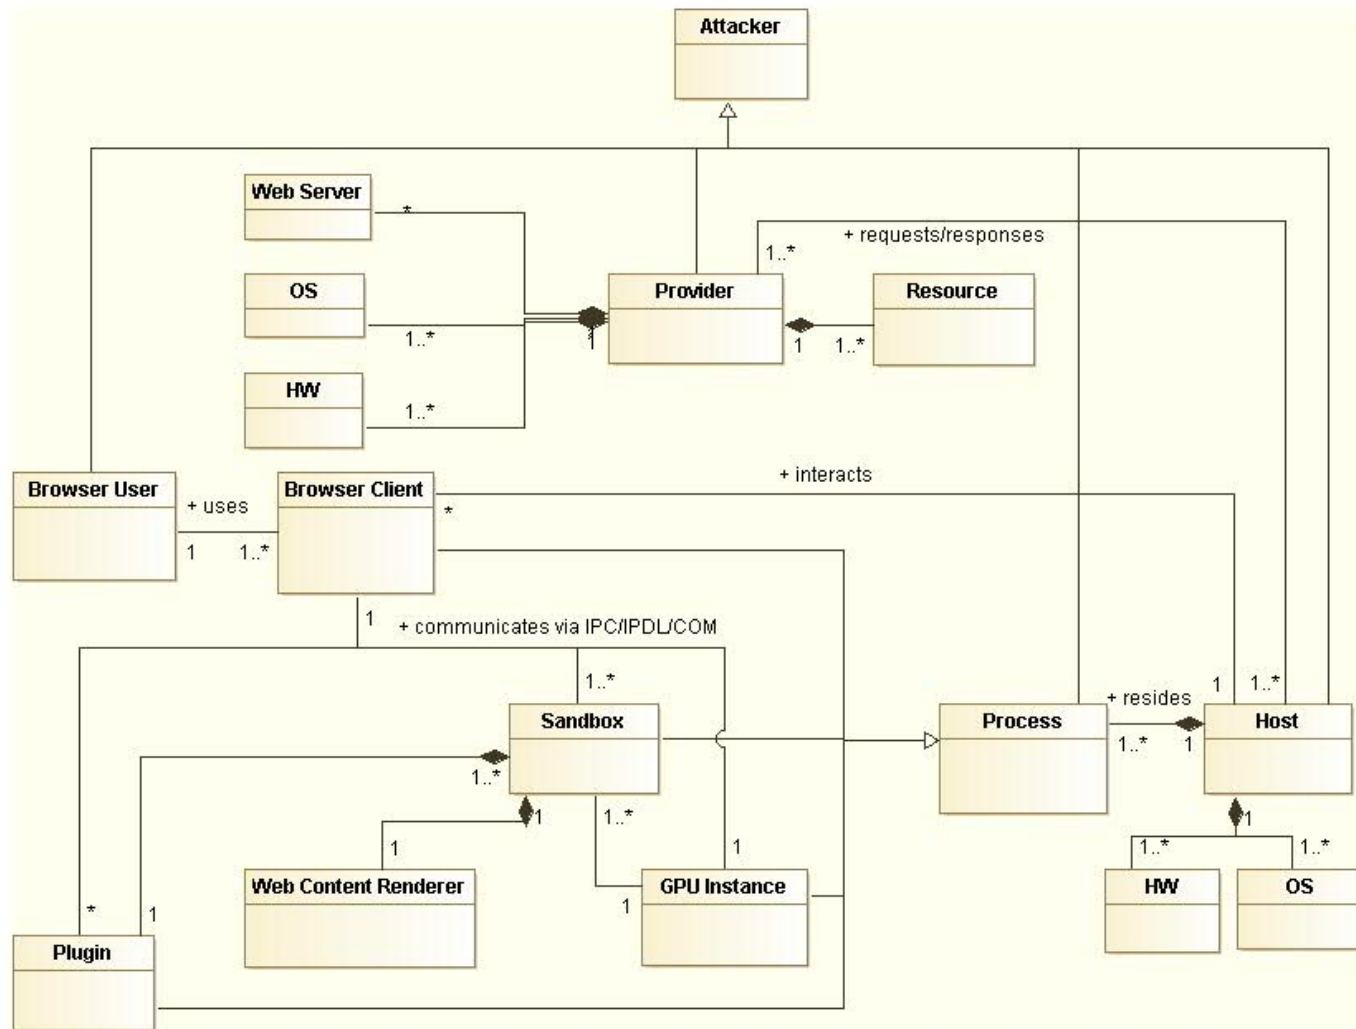 Attacker
Web Server
*
+ requests/responses
1..*
OS
Provider
Resource
1..*
1
1..*
HW
1..*
+ interacts
Browser User
Browser Client
+ uses
*
1
1..*
1
+ communicates via IPC/IPDL/COM
1..*
1
1..*
+ resides
Sandbox
Process
Host
1..*
1
1..*
1
1..*
1
1
1
1..*
1..*
Web Content Renderer
GPU Instance
HW
OS
1
*
1
Plugin